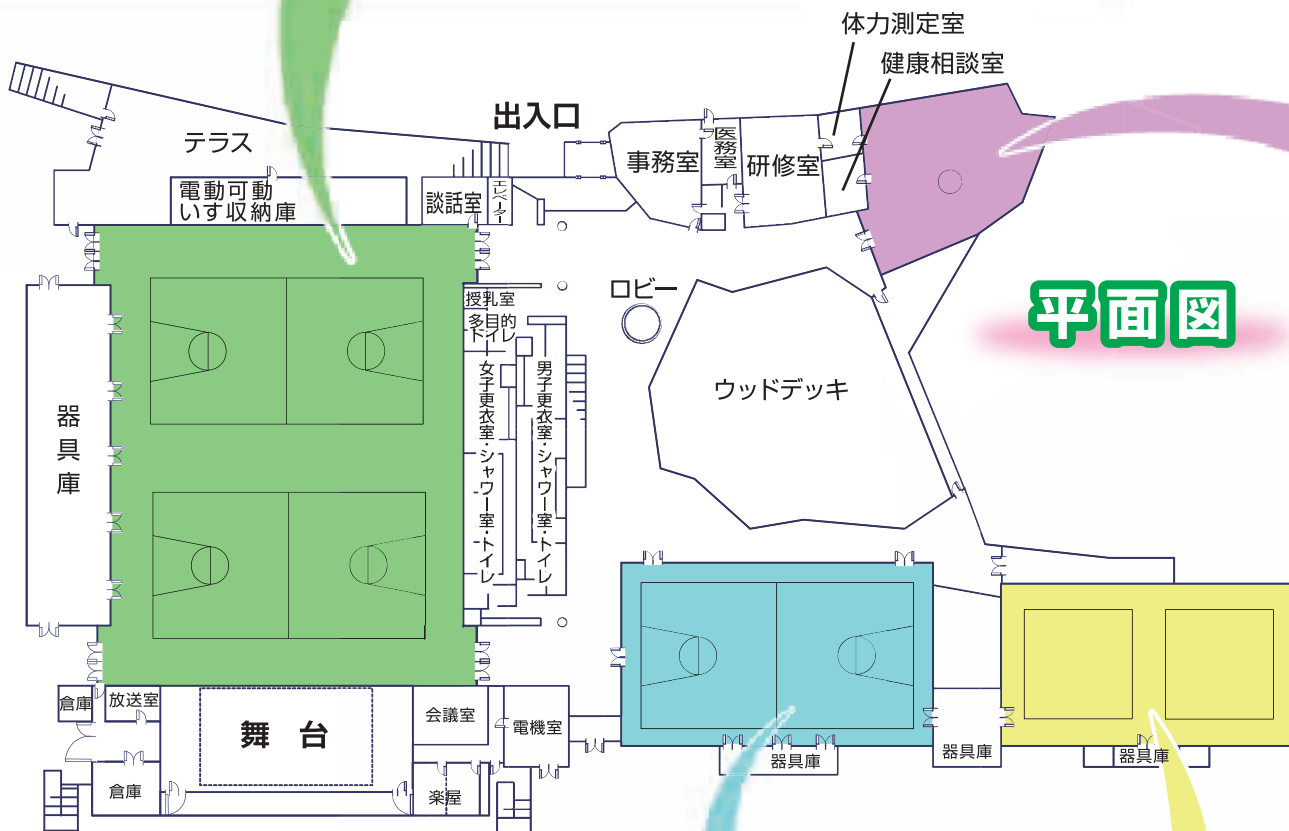 体力測定室
健康相談室
出入口
テラス
事務室
医務室
研修室
電動可動
いす収納庫
談話室
エレベーター
ロビー
平面図
授乳室
多目的
トイレ
女子更衣室・シャワー室・トイレ
男子更衣室・シャワー室・トイレ
ウッドデッキ
器具庫
倉庫
放送室
舞台
会議室
電機室
器具庫
器具庫
器具庫
倉庫
楽屋